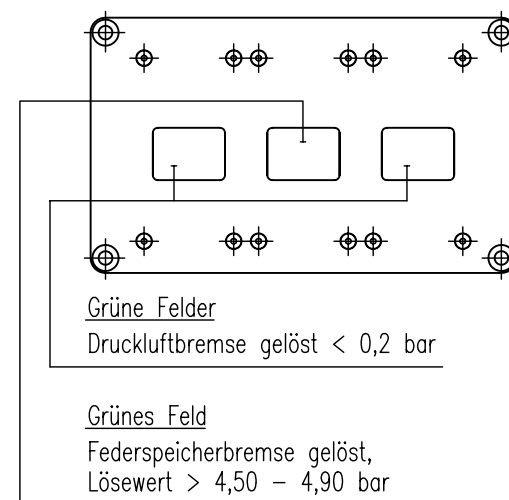 Grüne Felder
Druckluftbremse gelöst < 0,2 bar
Grünes Feld
Federspeicherbremse gelöst,
Lösewert > 4,50 – 4,90 bar